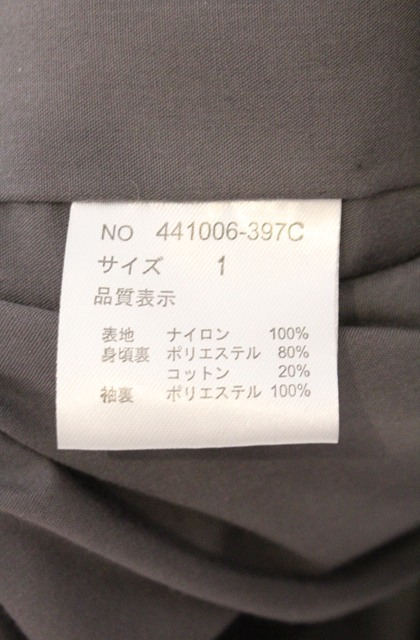 NO 441006-397C
サイズ 1
品質表示
表地 ナイロン 100%
身頃裏 ポリエステル 80%
コットン 20%
袖裏 ポリエステル 100%